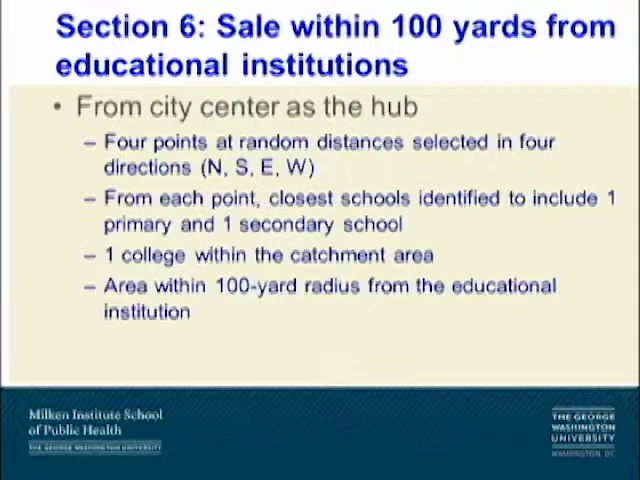 Section 6: Sale within 100 yards from
educational institutions
• From city center as the hub
– Four points at random distances selected in four
directions (N, S, E, W)
– From each point, closest schools identified to include 1
primary and 1 secondary school
– 1 college within the catchment area
– Area within 100-yard radius from the educational
institution
Milken Institute School
of Public Health
THE GEORGE WASHINGTON UNIVERSITY
THE GEORGE
WASHINGTON
UNIVERSITY
WASHINGTON, DC